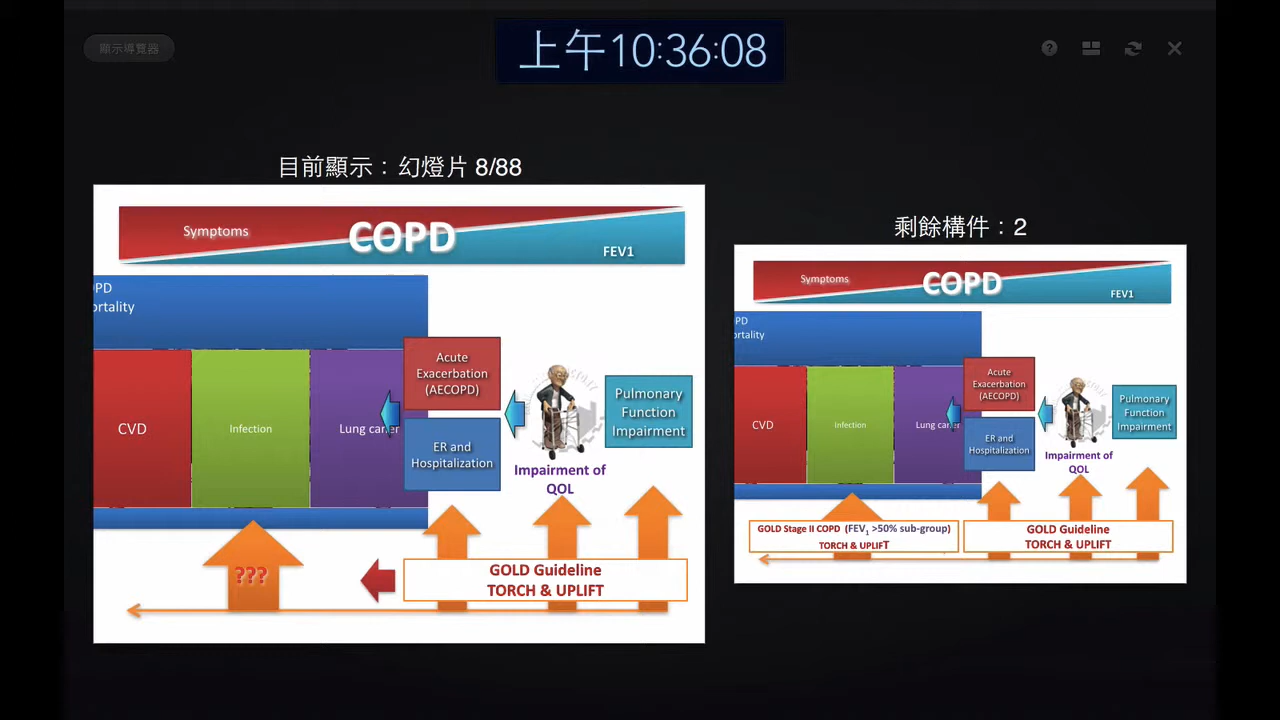 顯示導覽器
上午10:36:08
目前顯示：幻燈片 8/88
Symptoms
COPD
FEV1
OPD
ortality
CVD
Infection
Lung cancer
Acute
Exacerbation
(AECOPD)
ER and
Hospitalization
Impairment of
QOL
Pulmonary
Function
Impairment
???
GOLD Guideline
TORCH & UPLIFT
剩餘構件：2
Symptoms
COPD
FEV1
PD
ortality
CVD
Infection
Lung
Acute
Exacerbation
(AECOPD)
ER and
Hospitalization
Impairment of
QOL
Pulmonary
Function
Impairment
GOLD Stage II COPD (FEV1 >50% sub-group)
TORCH & UPLIFT
GOLD Guideline
TORCH & UPLIFT